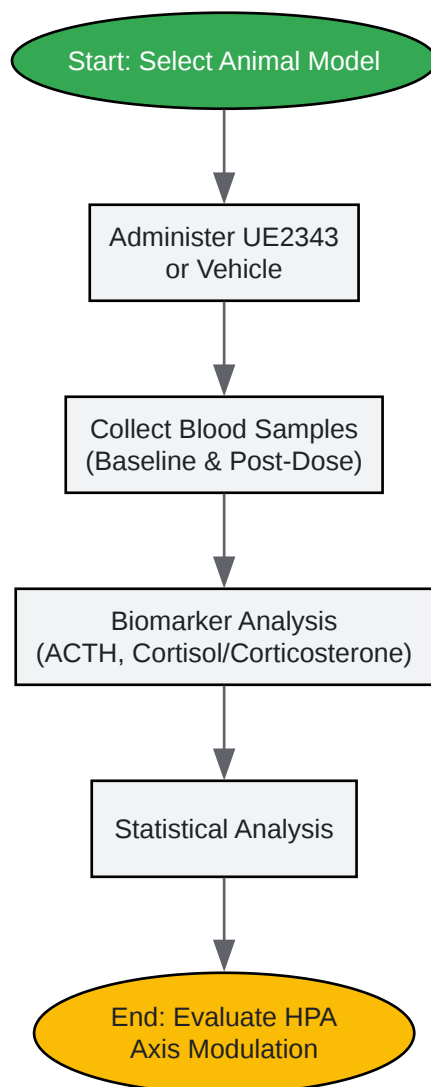 Start: Select Animal Model
Administer UE2343
or Vehicle
Collect Blood Samples
(Baseline & Post-Dose)
Biomarker Analysis
(ACTH, Cortisol/Corticosterone)
Statistical Analysis
End: Evaluate HPA
Axis Modulation